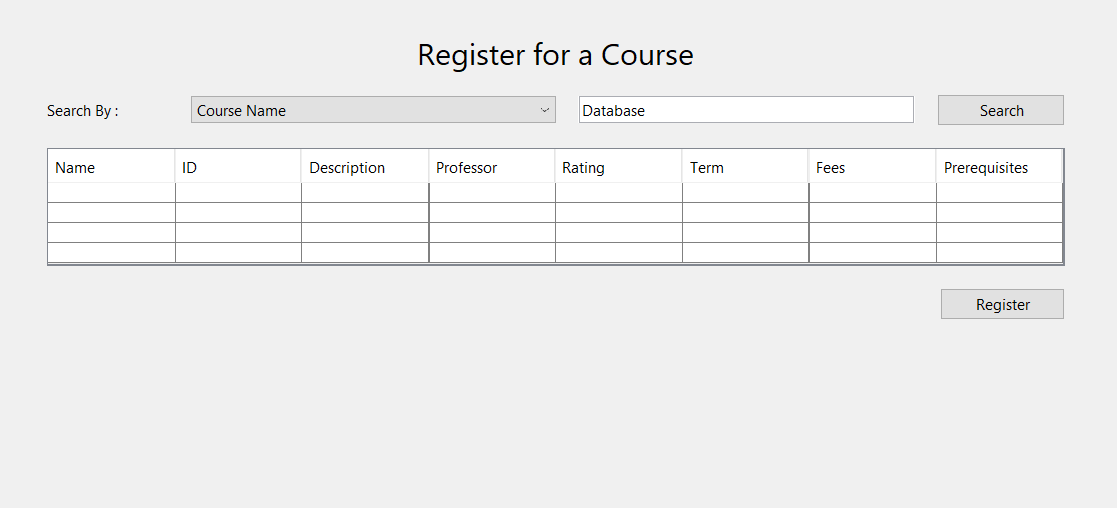 Register for a Course
Search By : Course Name Database Search
Name ID Description Professor Rating Term Fees Prerequisites
Register